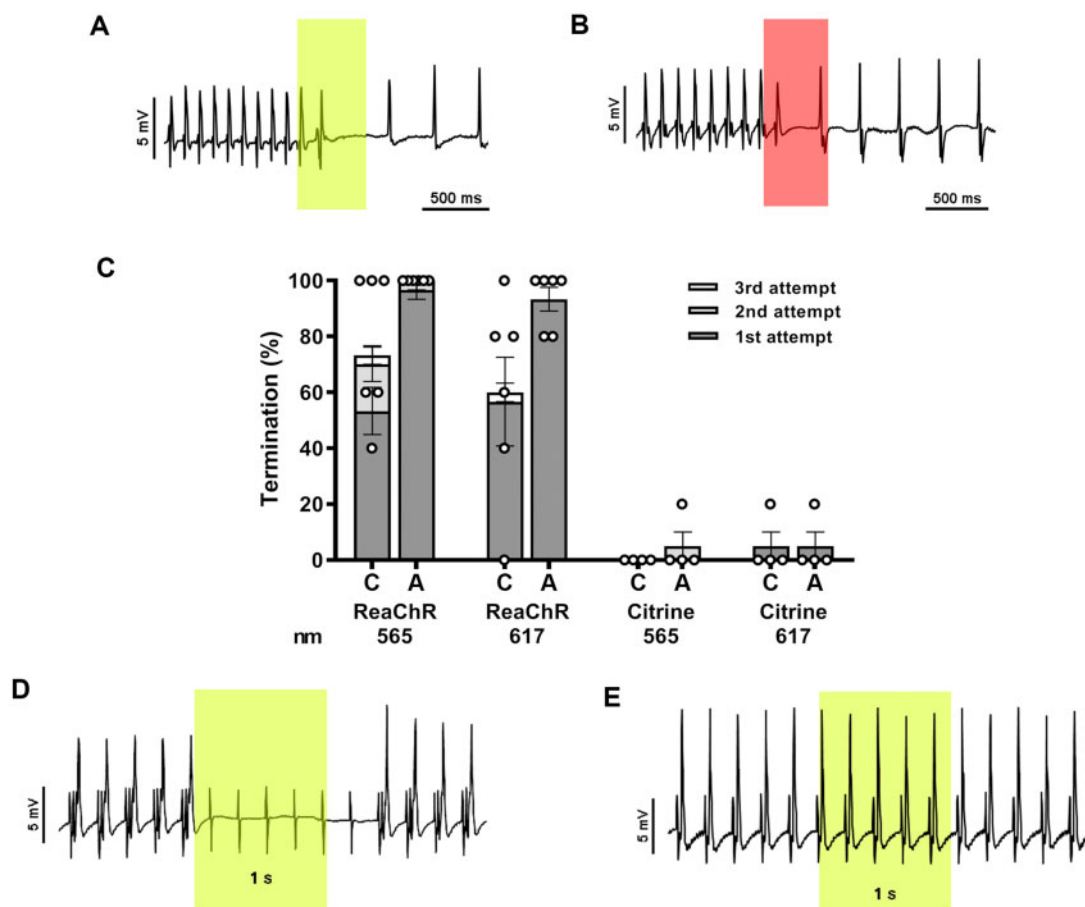 A
5 mV
500 ms
B
5 mV
500 ms
C
Termination (%)
100
80
60
40
20
0
3rd attempt
2nd attempt
1st attempt
C A C A C A C A
ReaChR ReaChR Citrine Citrine
nm 565 617 565 617
D
5 mV
1 s
E
5 mV
1 s